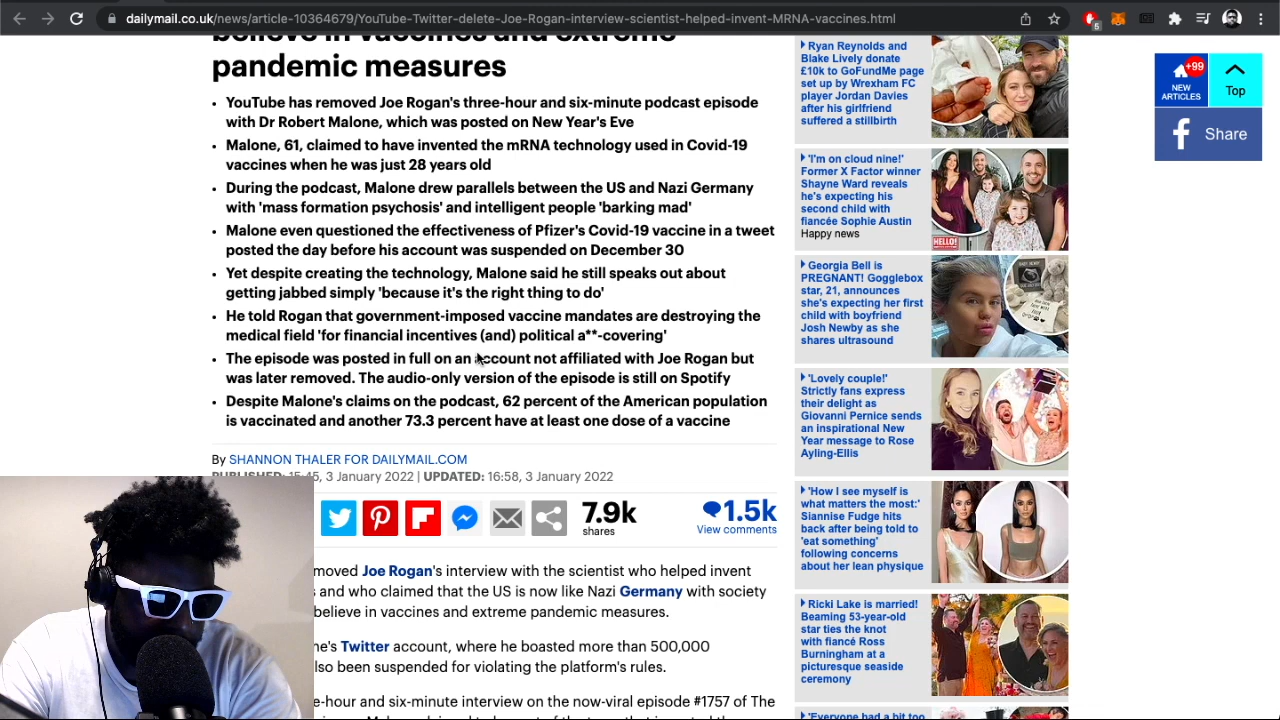 dailymail.co.uk/news/article-10364679/YouTube-Twitter-delete-Joe-Rogan-interview-scientist-helped-invent-MRNA-vaccines.html
6
believe in vaccines and extreme
pandemic measures
• YouTube has removed Joe Rogan's three-hour and six-minute podcast episode
with Dr Robert Malone, which was posted on New Year's Eve
• Malone, 61, claimed to have invented the mRNA technology used in Covid-19
vaccines when he was just 28 years old
• During the podcast, Malone drew parallels between the US and Nazi Germany
with 'mass formation psychosis' and intelligent people 'barking mad'
• Malone even questioned the effectiveness of Pfizer's Covid-19 vaccine in a tweet
posted the day before his account was suspended on December 30
• Yet despite creating the technology, Malone said he still speaks out about
getting jabbed simply 'because it's the right thing to do'
• He told Rogan that government-imposed vaccine mandates are destroying the
medical field 'for financial incentives (and) political a**-covering'
• The episode was posted in full on an account not affiliated with Joe Rogan but
was later removed. The audio-only version of the episode is still on Spotify
• Despite Malone's claims on the podcast, 62 percent of the American population
is vaccinated and another 73.3 percent have at least one dose of a vaccine
By SHANNON THALER FOR DAILYMAIL.COM
PUBLISHED: 15:45, 3 January 2022 | UPDATED: 16:58, 3 January 2022
7.9k
shares
1.5k
View comments
moved Joe Rogan's interview with the scientist who helped invent
s and who claimed that the US is now like Nazi Germany with society
believe in vaccines and extreme pandemic measures.
ne's Twitter account, where he boasted more than 500,000
lso been suspended for violating the platform's rules.
e-hour and six-minute interview on the now-viral episode #1757 of The
Ryan Reynolds and
Blake Lively donate
£10k to GoFundMe page
set up by Wrexham FC
player Jordan Davies
after his girlfriend
suffered a stillbirth
'I'm on cloud nine!'
Former X Factor winner
Shayne Ward reveals
he's expecting his
second child with
fiancée Sophie Austin
Happy news
HELLO!
Georgia Bell is
PREGNANT! Gogglebox
star, 21, announces
she's expecting her first
child with boyfriend
Josh Newby as she
shares ultrasound
'Lovely couple!'
Strictly fans express
their delight as
Giovanni Pernice sends
an inspirational New
Year message to Rose
Ayling-Ellis
'How I see myself is
what matters the most:'
Siannise Fudge hits
back after being told to
'eat something'
following concerns
about her lean physique
Ricki Lake is married!
Beaming 53-year-old
star ties the knot
with fiancé Ross
Burningham at a
picturesque seaside
ceremony
'Everyone had a bit too
+99
NEW
ARTICLES
Top
Share